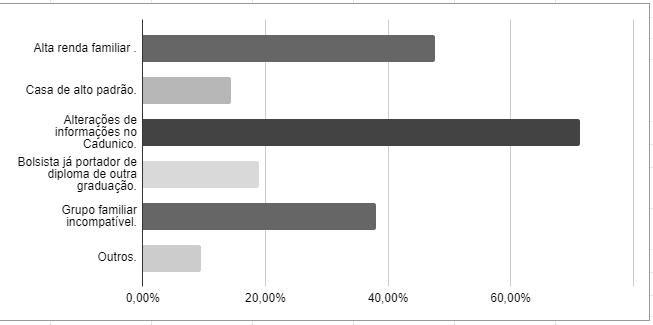 Alta renda familiar .
Casa de alto padrão.
Alterações de
informações no
Cadunico.
Bolsista já portador de
diploma de outra
graduação.
Grupo familiar
incompatível.
Outros.
0,00%
20,00%
40,00%
60,00%